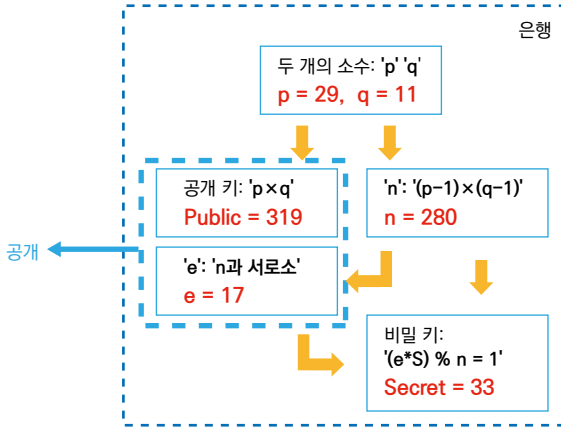 은행
두 개의 소수: 'p' 'q'
p = 29, q = 11
공개 키: 'p×q'
Public = 319
'n': '(p-1)×(q-1)'
n = 280
공개
'e': 'n과 서로소'
e = 17
비밀 키:
'(e*S) % n = 1'
Secret = 33